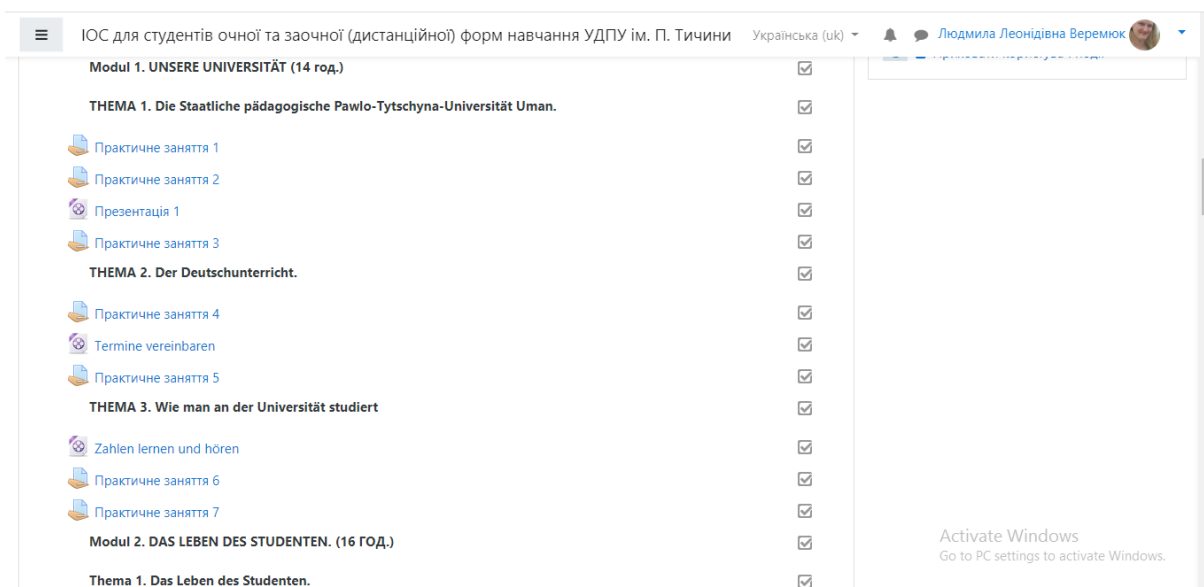 ІОС для студентів очної та заочної (дистанційної) форм навчання УДПУ ім. П. Тичини Українська (uk) Людмила Леонідівна Веремюк
Modul 1. UNSERE UNIVERSITÄT (14 год.)
THEMA 1. Die Staatliche pädagogische Pawlo-Tytschyna-Universität Uman.
Практичне заняття 1
Практичне заняття 2
Презентація 1
Практичне заняття 3
THEMA 2. Der Deutschunterricht.
Практичне заняття 4
Termine vereinbaren
Практичне заняття 5
THEMA 3. Wie man an der Universität studiert
Zahlen lernen und hören
Практичне заняття 6
Практичне заняття 7
Modul 2. DAS LEBEN DES STUDENTEN. (16 ГОД.)
Thema 1. Das Leben des Studenten.
Activate Windows
Go to PC settings to activate Windows.